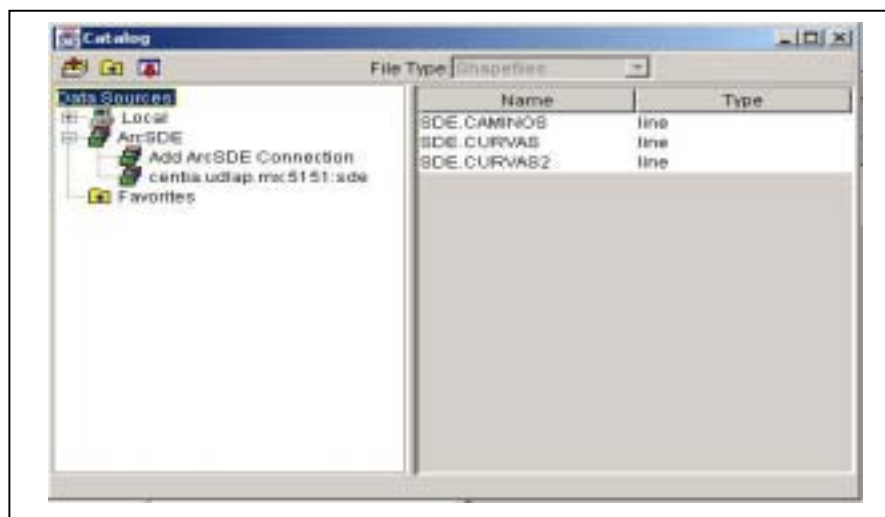 Catalog
File Type: Shapefiles
Data Sources
Local
ArcSDE
Add ArcSDE Connection
centia.udlap.mx:5151:sde
Favorites
Name Type
SDE.CAMINOS line
SDE.CURVAS line
SDE.CURVAS2 line